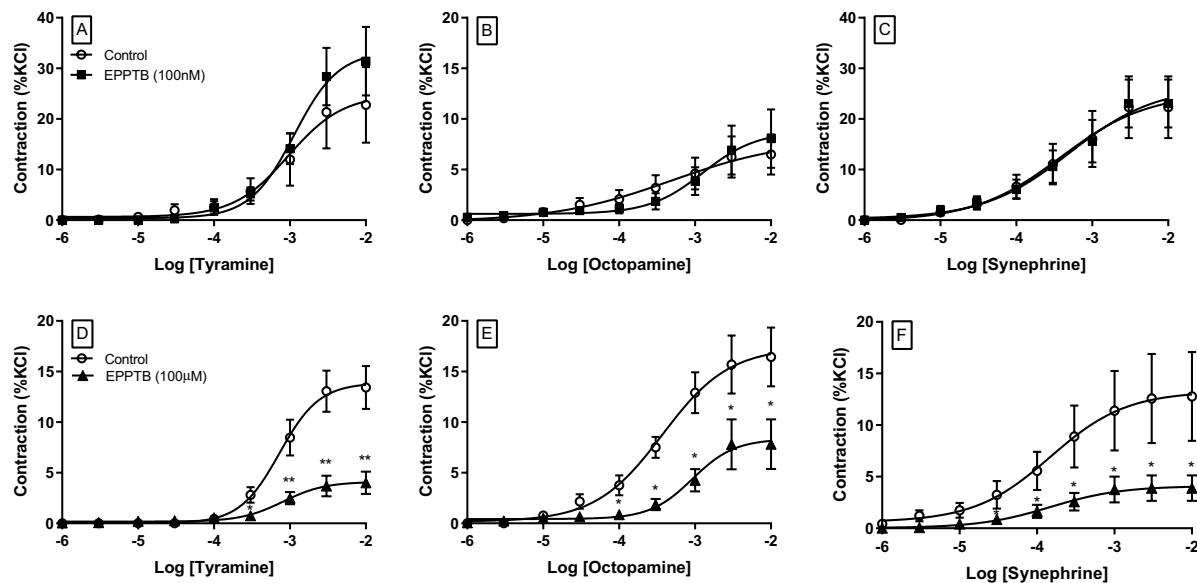 A
Control
EPPTB (100nM)
Contraction (%KCl)
40
30
20
10
0
-6 -5 -4 -3 -2
Log [Tyramine]
B
Contraction (%KCl)
20
15
10
5
0
-6 -5 -4 -3 -2
Log [Octopamine]
C
Contraction (%KCl)
40
30
20
10
0
-6 -5 -4 -3 -2
Log [Synephrine]
D
Control
EPPTB (100μM)
Contraction (%KCl)
20
15
10
5
0
* ** ** **
-6 -5 -4 -3 -2
Log [Tyramine]
E
Contraction (%KCl)
20
15
10
5
0
* * * * *
-6 -5 -4 -3 -2
Log [Octopamine]
F
Contraction (%KCl)
20
15
10
5
0
* * * * * *
-6 -5 -4 -3 -2
Log [Synephrine]